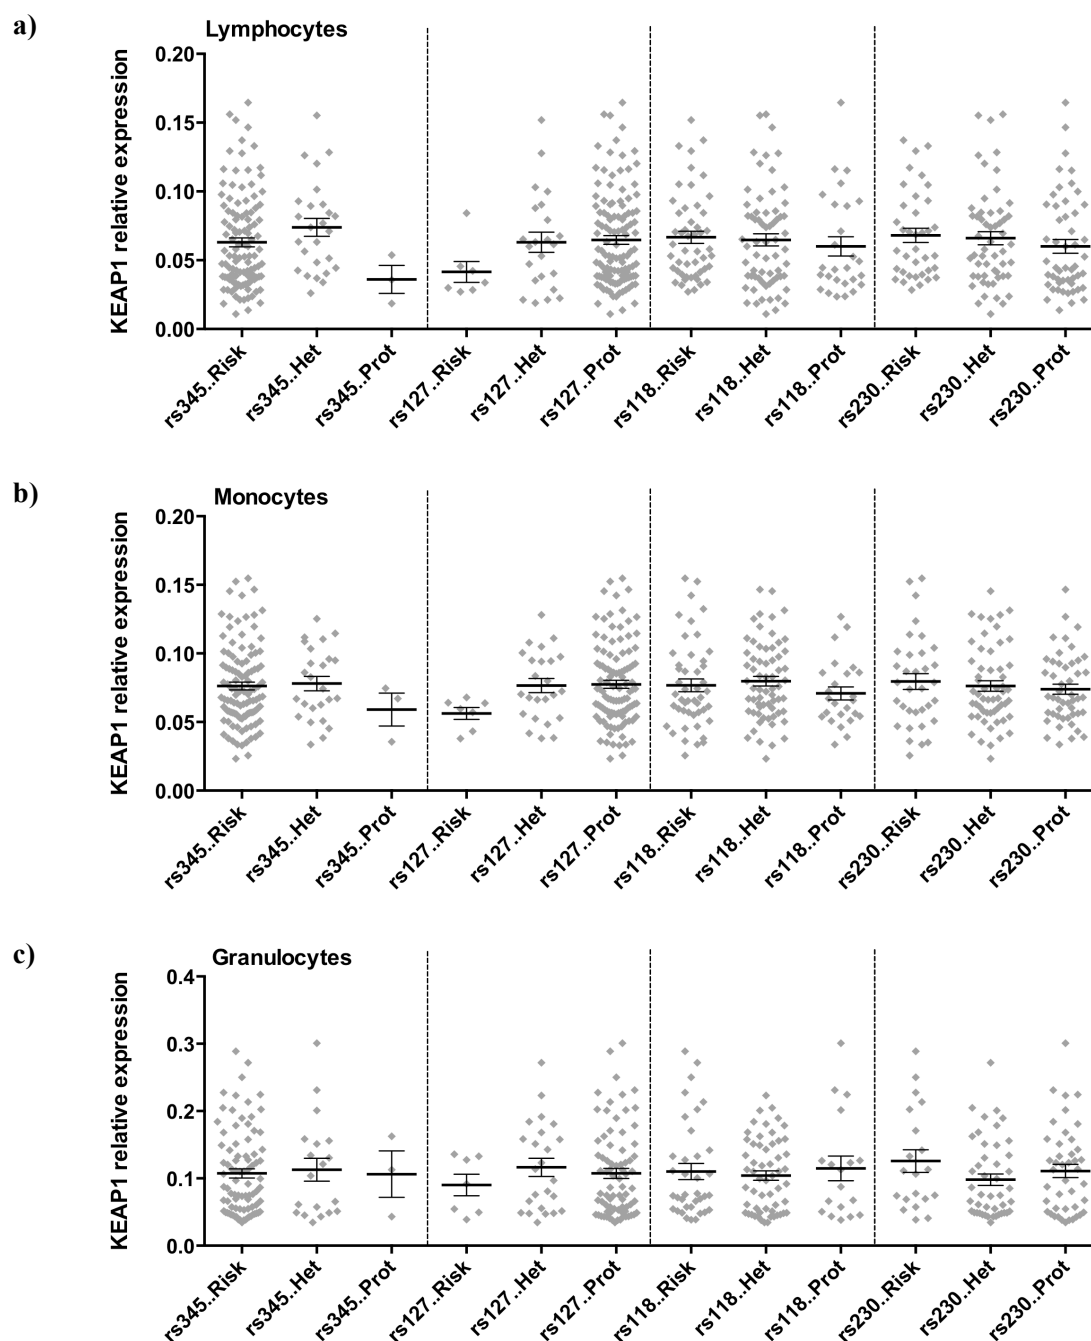 a)
Lymphocytes
KEAP1 relative expression
0.20
0.15
0.10
0.05
0.00
rs345..Risk
rs345..Het
rs345..Prot
rs127..Risk
rs127..Het
rs127..Prot
rs118..Risk
rs118..Het
rs118..Prot
rs230..Risk
rs230..Het
rs230..Prot
b)
Monocytes
KEAP1 relative expression
0.20
0.15
0.10
0.05
0.00
rs345..Risk
rs345..Het
rs345..Prot
rs127..Risk
rs127..Het
rs127..Prot
rs118..Risk
rs118..Het
rs118..Prot
rs230..Risk
rs230..Het
rs230..Prot
c)
Granulocytes
KEAP1 relative expression
0.4
0.3
0.2
0.1
0.0
rs345..Risk
rs345..Het
rs345..Prot
rs127..Risk
rs127..Het
rs127..Prot
rs118..Risk
rs118..Het
rs118..Prot
rs230..Risk
rs230..Het
rs230..Prot